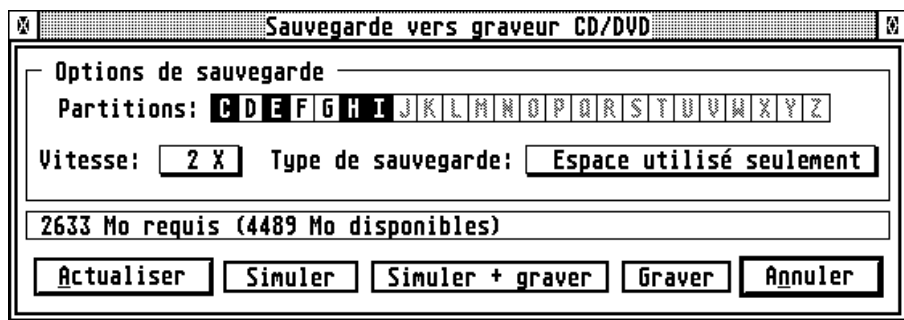 Sauvegarde vers graveur CD/DVD
Options de sauvegarde
Partitions: C D E F G H I J K L M N O P Q R S T U V W X Y Z
Vitesse: 2 X Type de sauvegarde: Espace utilisé seulement
2633 Mo requis (4489 Mo disponibles)
Actualiser Simuler Simuler + graver Graver Annuler